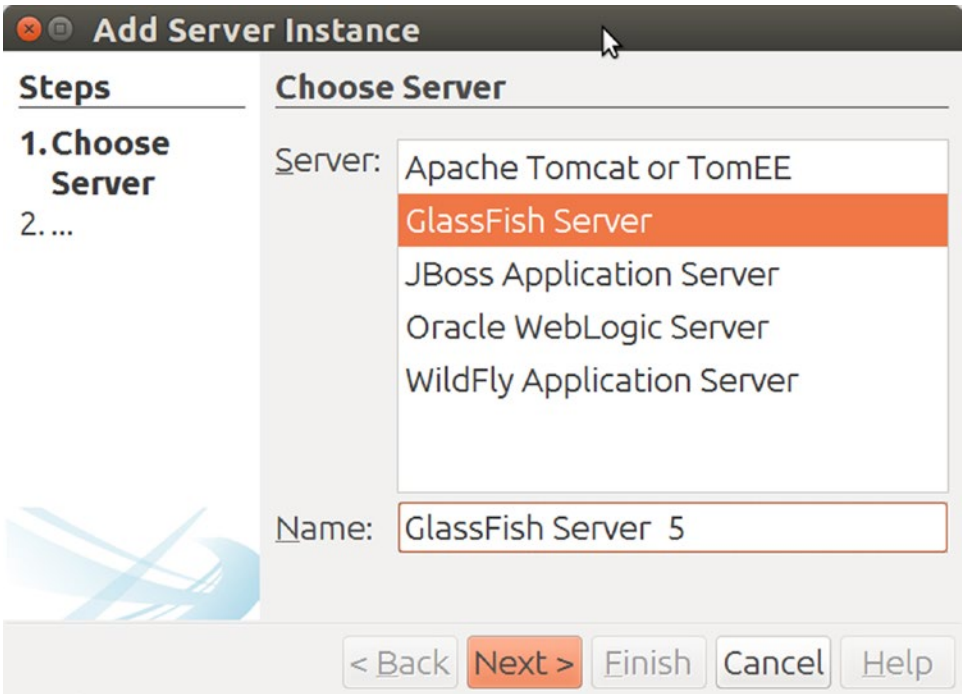 Add Server Instance
Steps
Choose Server
1. Choose
Server
2. ...
Server:
Apache Tomcat or TomEE
GlassFish Server
JBoss Application Server
Oracle WebLogic Server
WildFly Application Server
Name:
GlassFish Server  5
< Back
Next >
Finish
Cancel
Help